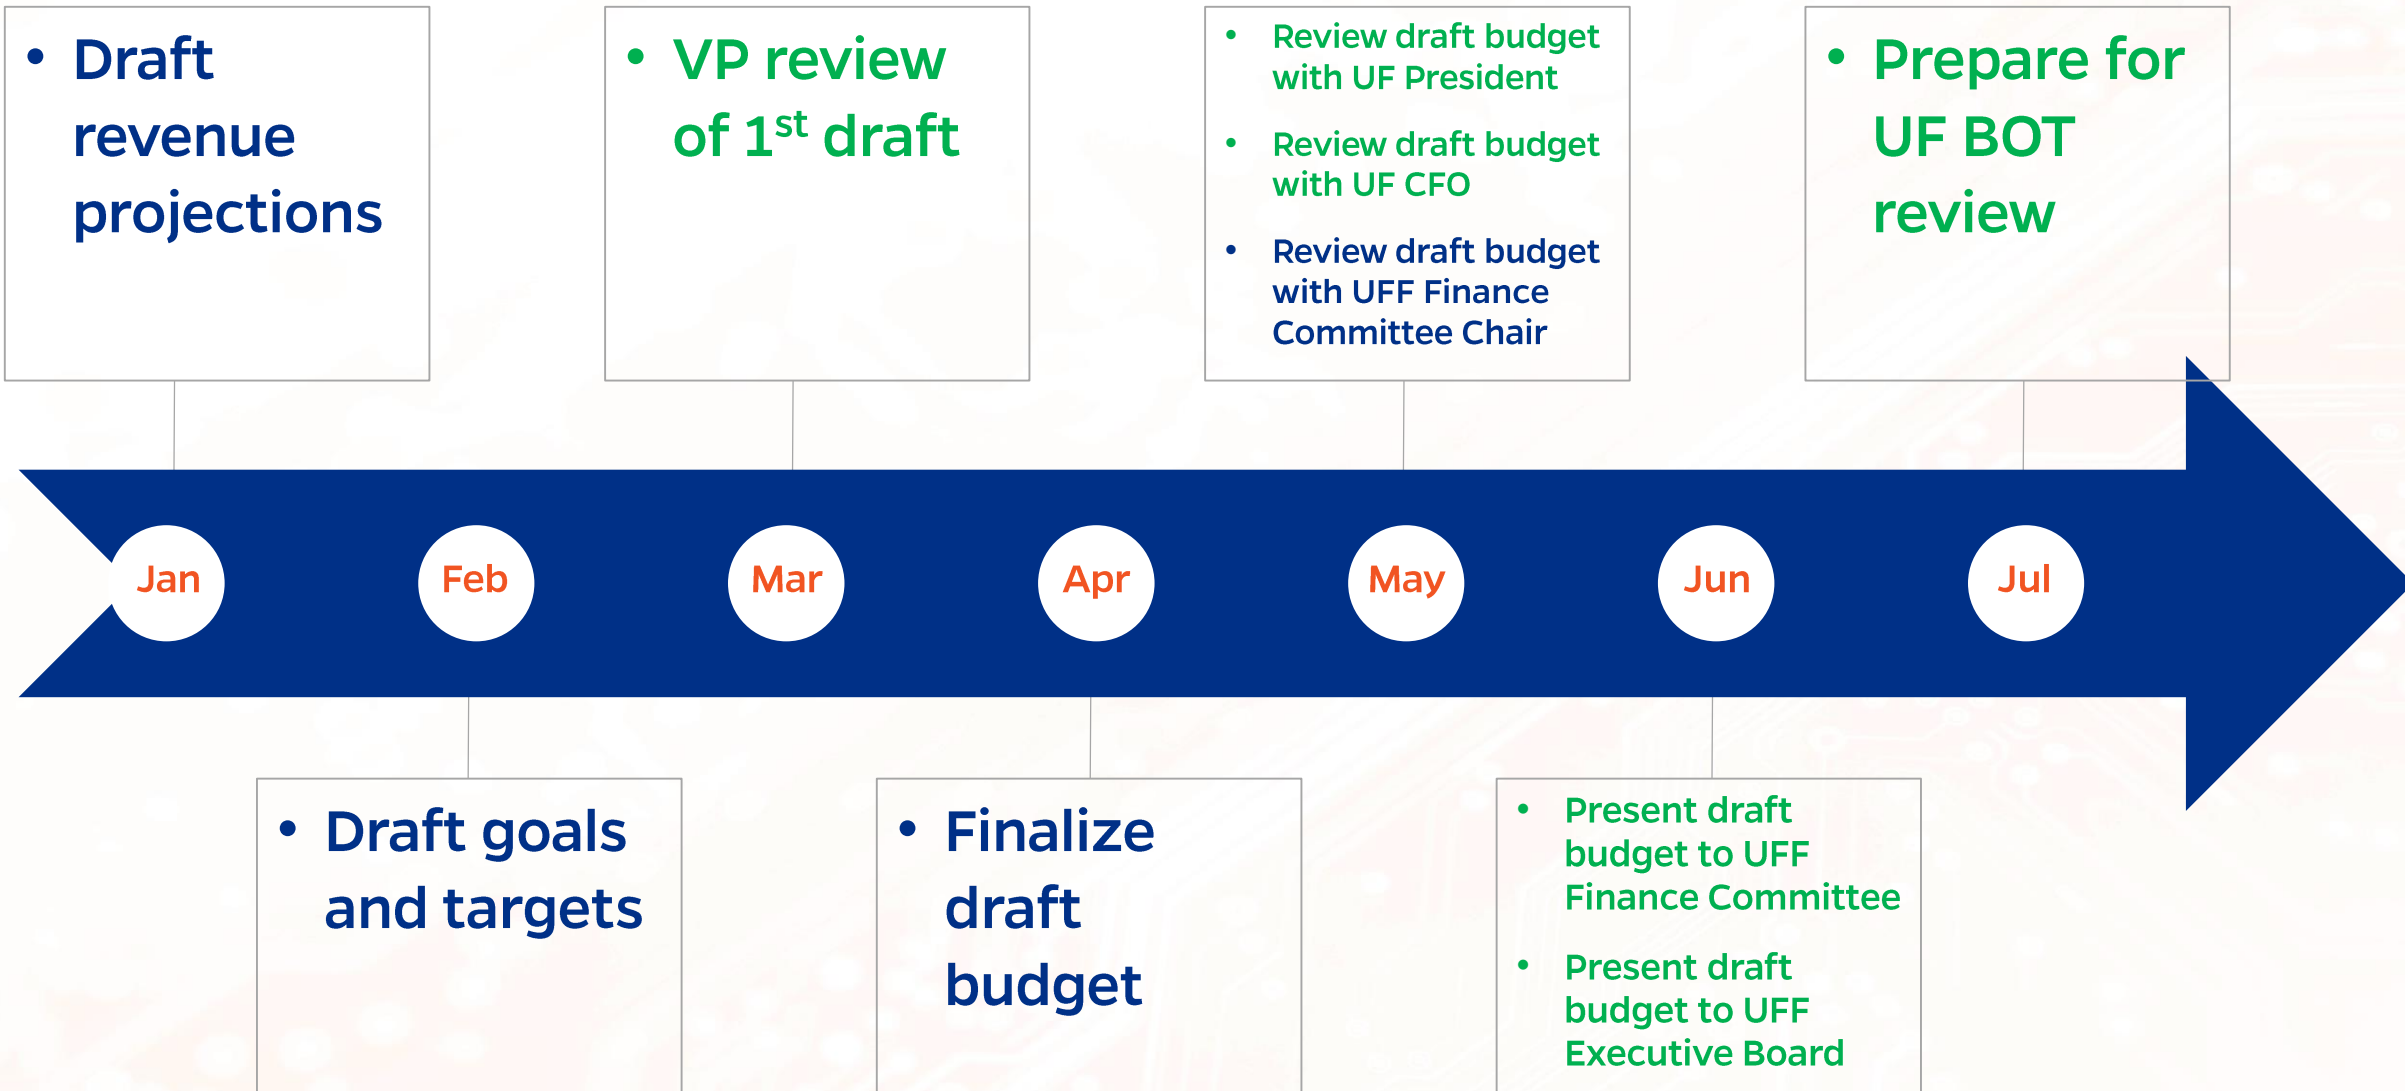 • Draft
revenue
projections
• VP review
of 1st draft
• Review draft budget
with UF President
• Review draft budget
with UF CFO
• Review draft budget
with UFF Finance
Committee Chair
• Prepare for
UF BOT
review
Jan
Feb
Mar
Apr
May
Jun
Jul
• Draft goals
and targets
• Finalize
draft
budget
• Present draft
budget to UFF
Finance Committee
• Present draft
budget to UFF
Executive Board